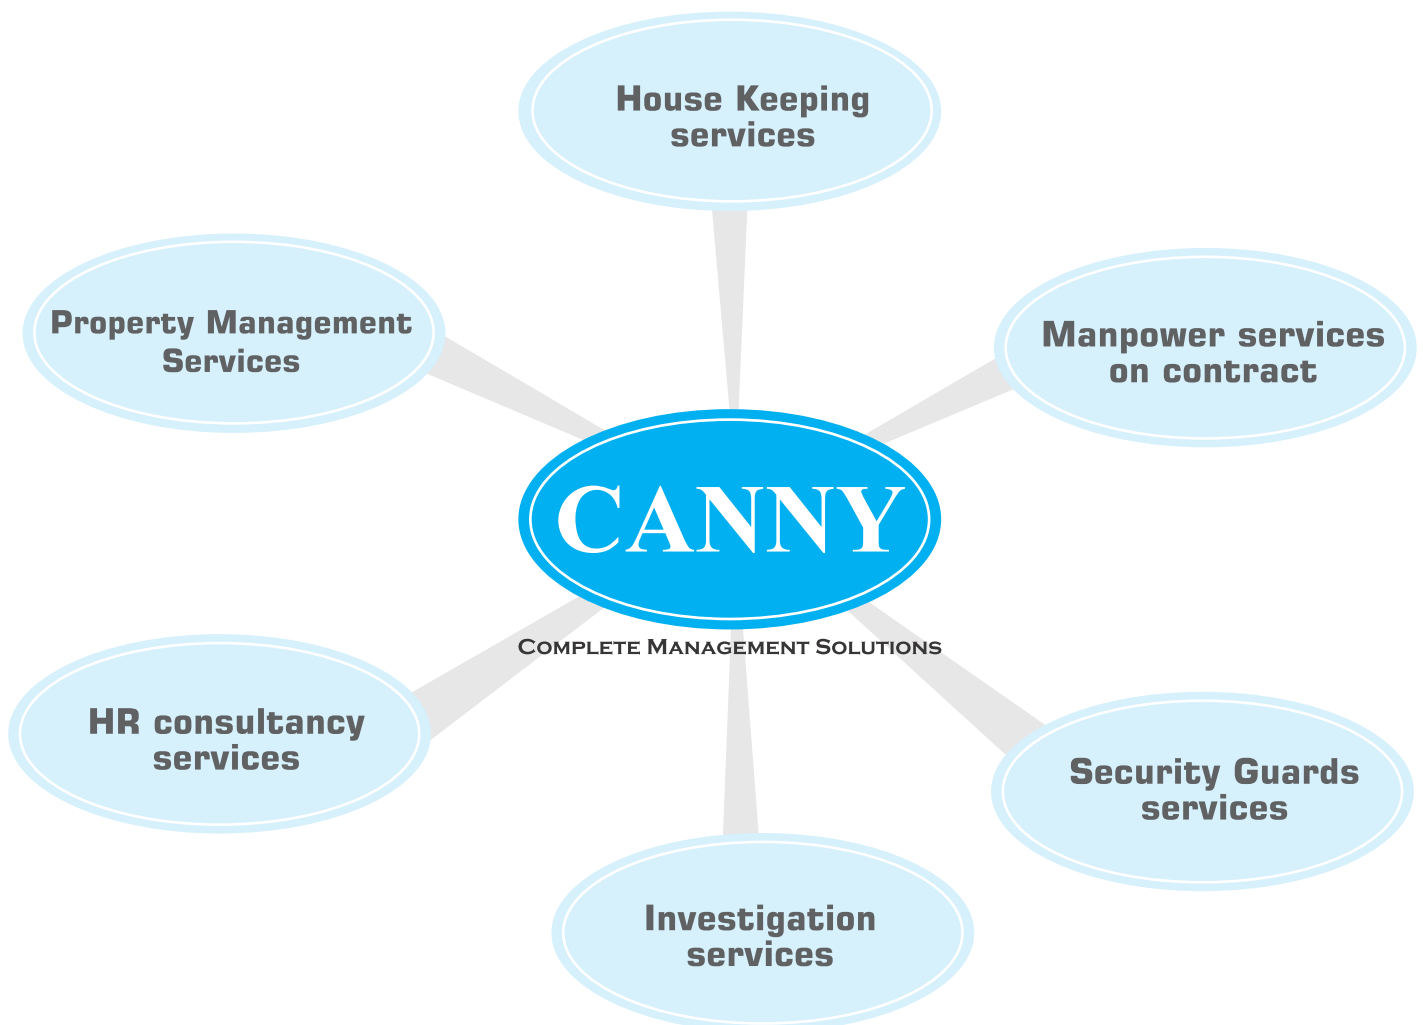 House Keeping
services
Property Management
Services
Manpower services
on contract
CANNY
COMPLETE MANAGEMENT SOLUTIONS
HR consultancy
services
Security Guards
services
Investigation
services